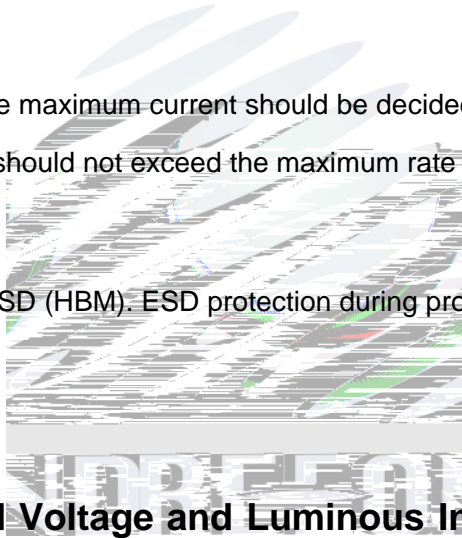 e maximum current should be decided
should not exceed the maximum rate
SD (HBM). ESD protection during pro
Voltage and Luminous In